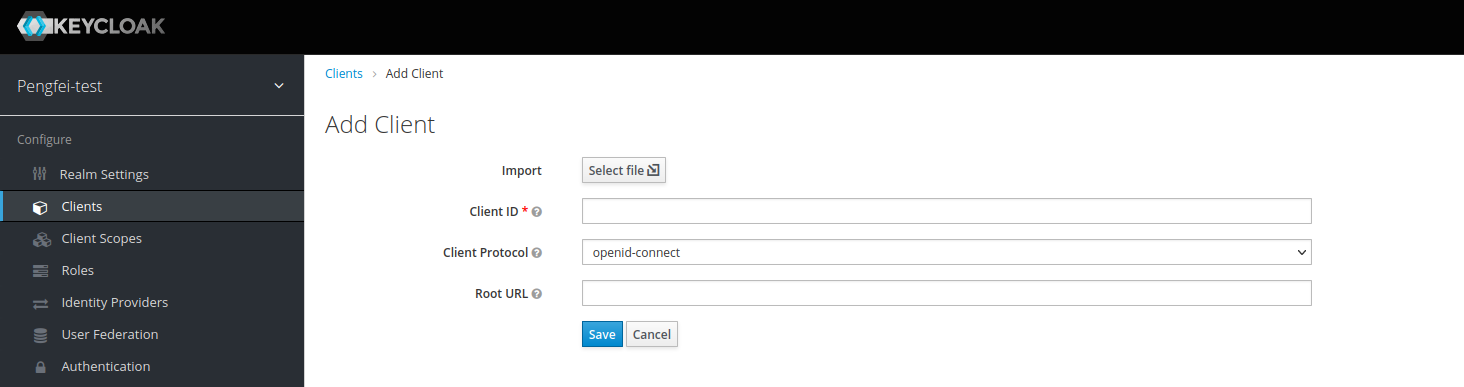 KEYCLOAK
Pengfei-test
Configure
Realm Settings
Clients
Client Scopes
Roles
Identity Providers
User Federation
Authentication
Clients > Add Client
Add Client
Import Select file
Client ID *
Client Protocol openid-connect
Root URL
Save Cancel